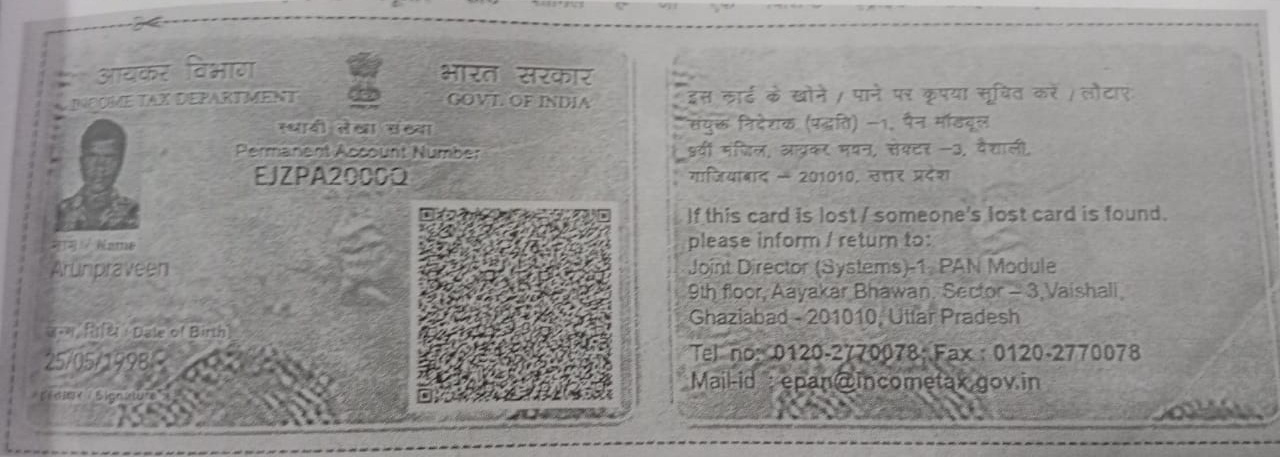 आयकर विभाग
INCOME TAX DEPARTMENT
भारत सरकार
GOVT. OF INDIA
स्थायी लेखा संख्या
Permanent Account Number
EJZPA2000Q
नाम / Name
Arunpraveen
जन्म तिथि / Date of Birth
25/05/1998
Signature
इस कार्ड के खोने / पाने पर कृपया सूचित करें / लौटाएं
संयुक्त निदेशक (पद्धति) –1, पैन मॉड्यूल
9वीं मंजिल, आयकर भवन, सेक्टर –3, वैशाली,
गाजियाबाद – 201010, उत्तर प्रदेश
If this card is lost / someone's lost card is found,
please inform / return to:
Joint Director (Systems)-1, PAN Module
9th floor, Aayakar Bhawan, Sector – 3,Vaishali,
Ghaziabad - 201010, Uttar Pradesh
Tel no: 0120-2770078; Fax : 0120-2770078
Mail-id : epan@incometax.gov.in